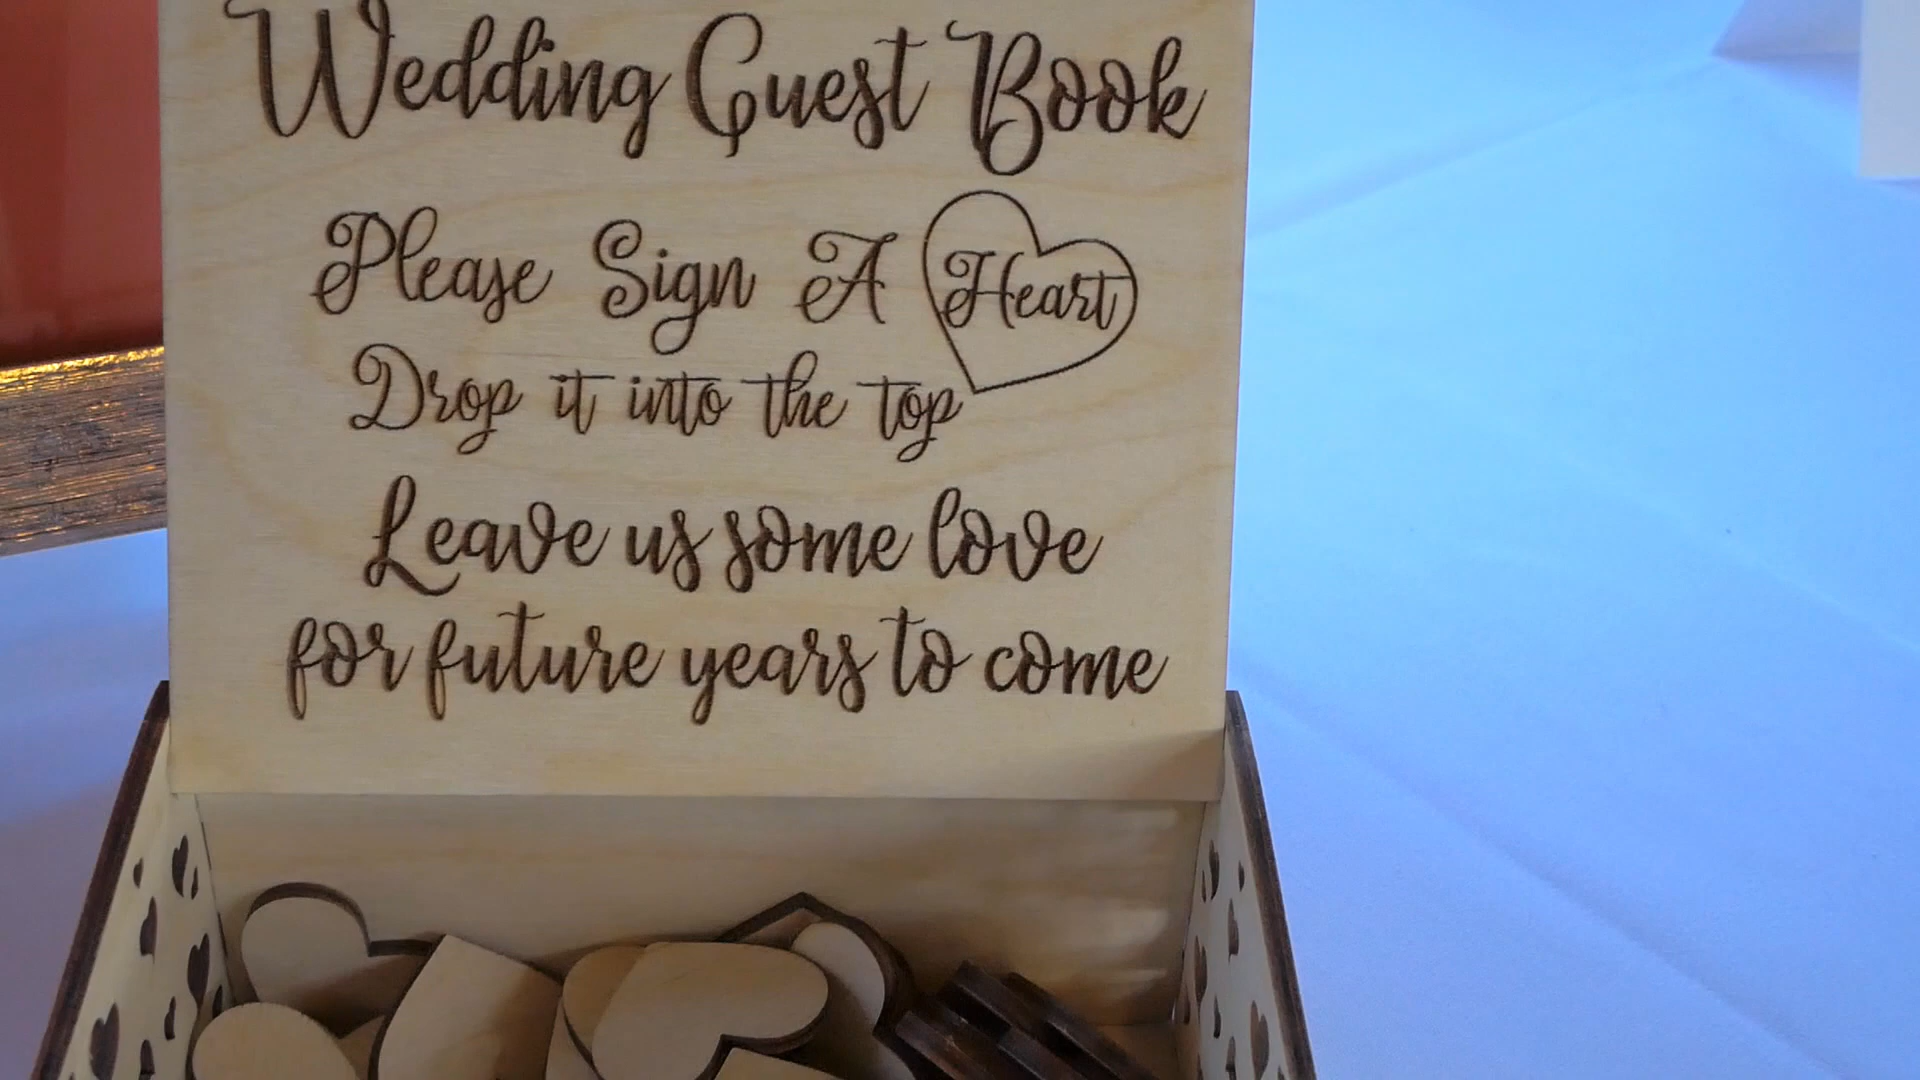 Wedding Guest Book
Please Sign A Heart
Drop it into the top
Leave us some love
for future years to come